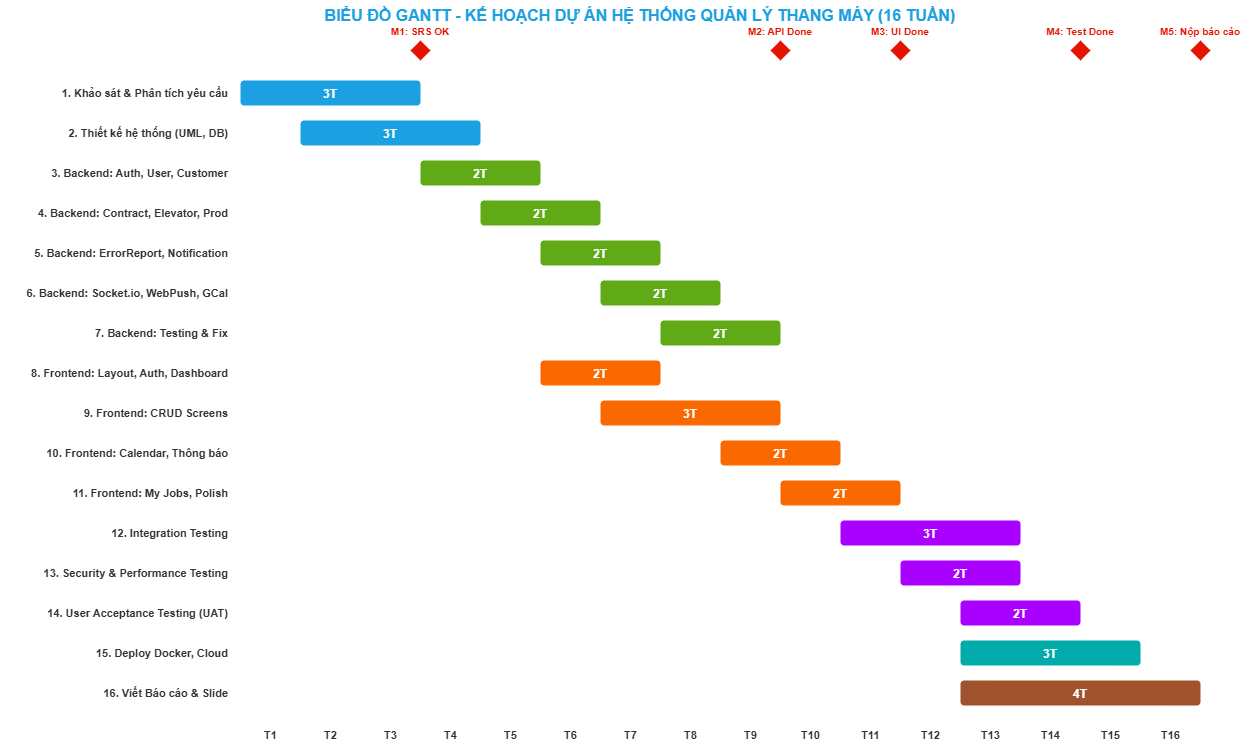 BIỂU ĐỒ GANTT - KẾ HOẠCH DỰ ÁN HỆ THỐNG QUẢN LÝ THANG MÁY (16 TUẦN)
M1: SRS OK
M2: API Done
M3: UI Done
M4: Test Done
M5: Nộp báo cáo
1. Khảo sát & Phân tích yêu cầu
3T
2. Thiết kế hệ thống (UML, DB)
3T
3. Backend: Auth, User, Customer
2T
4. Backend: Contract, Elevator, Prod
2T
5. Backend: ErrorReport, Notification
2T
6. Backend: Socket.io, WebPush, GCal
2T
7. Backend: Testing & Fix
2T
8. Frontend: Layout, Auth, Dashboard
2T
9. Frontend: CRUD Screens
3T
10. Frontend: Calendar, Thông báo
2T
11. Frontend: My Jobs, Polish
2T
12. Integration Testing
3T
13. Security & Performance Testing
2T
14. User Acceptance Testing (UAT)
2T
15. Deploy Docker, Cloud
3T
16. Viết Báo cáo & Slide
4T
T1 T2 T3 T4 T5 T6 T7 T8 T9 T10 T11 T12 T13 T14 T15 T16